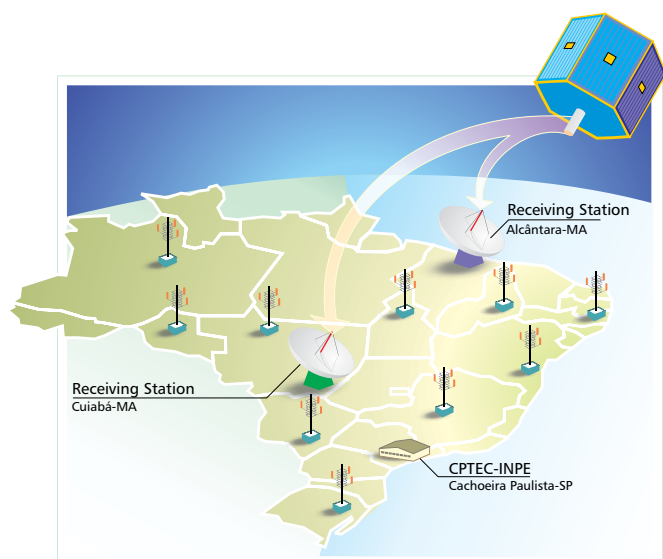 Receiving Station
Alcântara-MA
Receiving Station
Cuiabá-MA
CPTEC-INPE
Cachoeira Paulista-SP